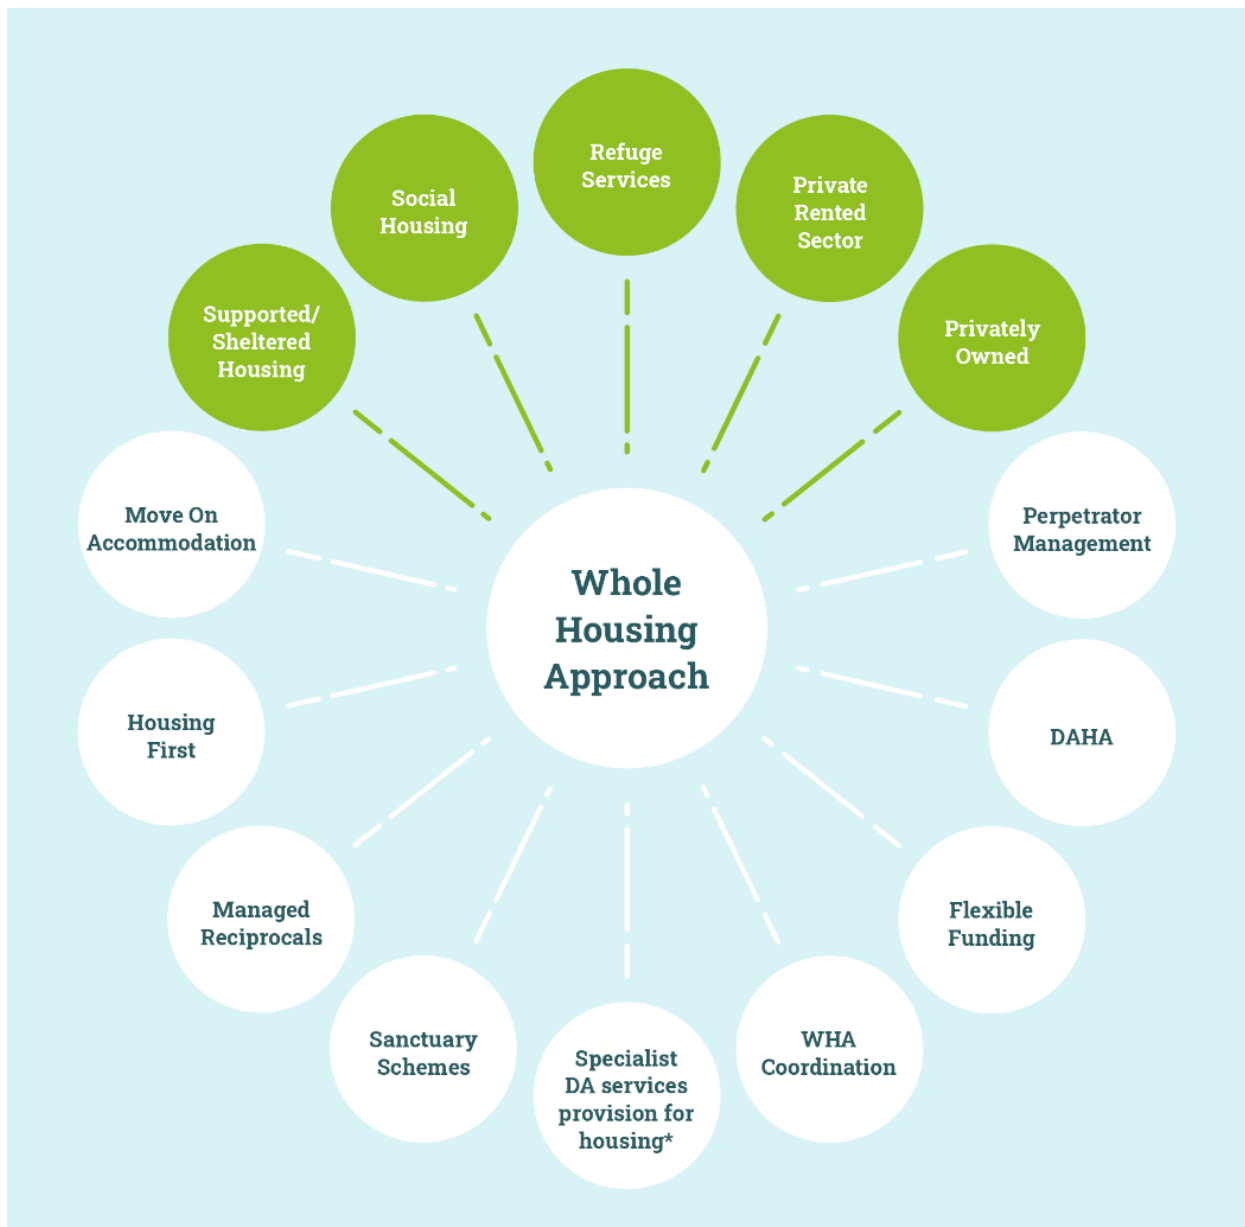 Refuge
Services
Social
Housing
Private
Rented
Sector
Supported/
Sheltered
Housing
Privately
Owned
Move On
Accommodation
Perpetrator
Management
Whole
Housing
Approach
Housing
First
DAHA
Managed
Reciprocals
Flexible
Funding
Sanctuary
Schemes
WHA
Coordination
Specialist
DA services
provision for
housing*